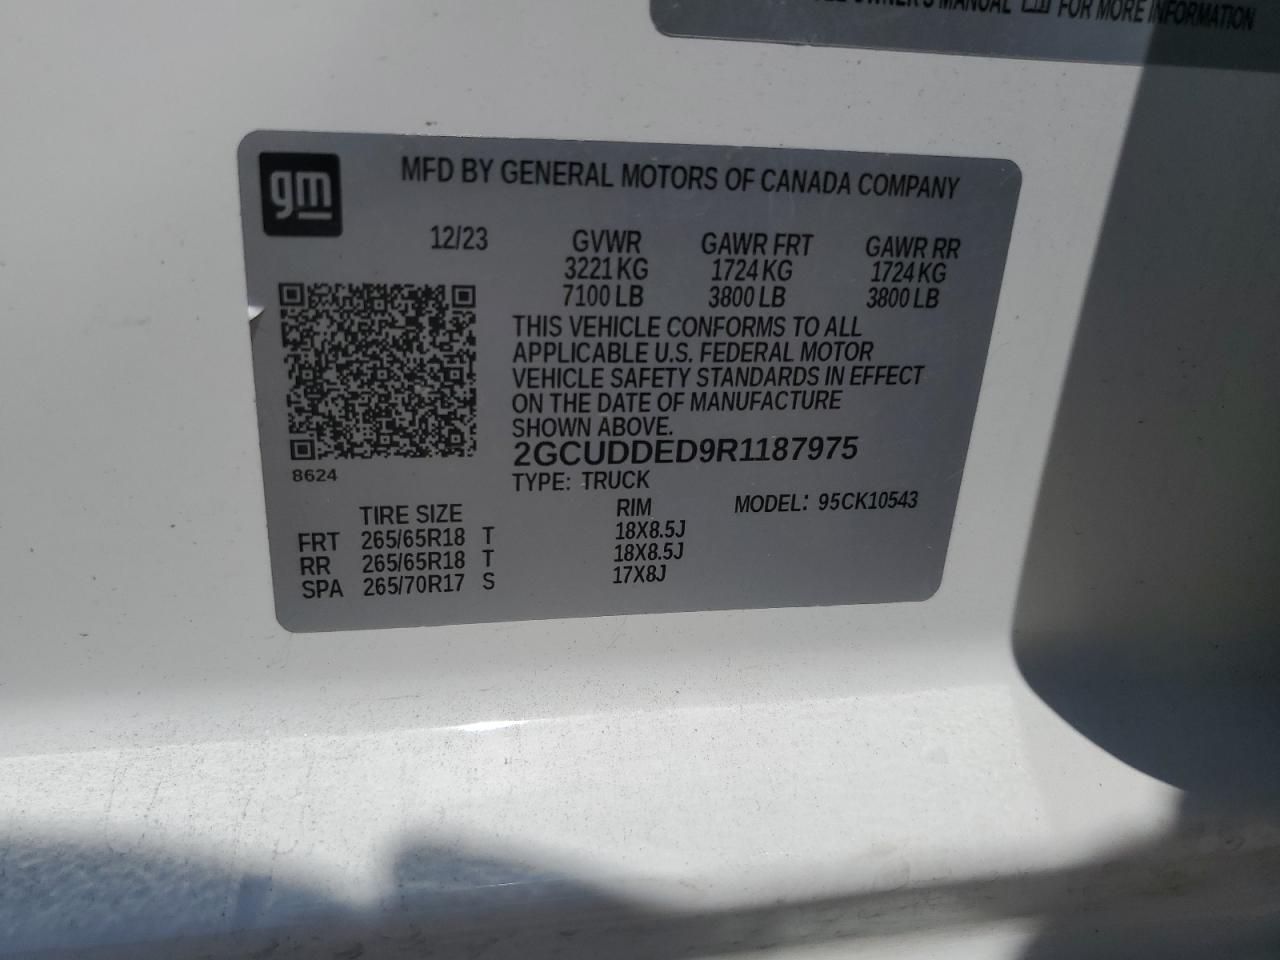 OWNER'S MANUAL FOR MORE INFORMATION
gm
MFD BY GENERAL MOTORS OF CANADA COMPANY
12/23 GVWR GAWR FRT GAWR RR
3221 KG 1724 KG 1724 KG
7100 LB 3800 LB 3800 LB
THIS VEHICLE CONFORMS TO ALL
APPLICABLE U.S. FEDERAL MOTOR
VEHICLE SAFETY STANDARDS IN EFFECT
ON THE DATE OF MANUFACTURE
SHOWN ABOVE.
2GCUDDED9R1187975
8624
TYPE: TRUCK
TIRE SIZE RIM MODEL: 95CK10543
FRT 265/65R18 T 18X8.5J
RR 265/65R18 T 18X8.5J
SPA 265/70R17 S 17X8J